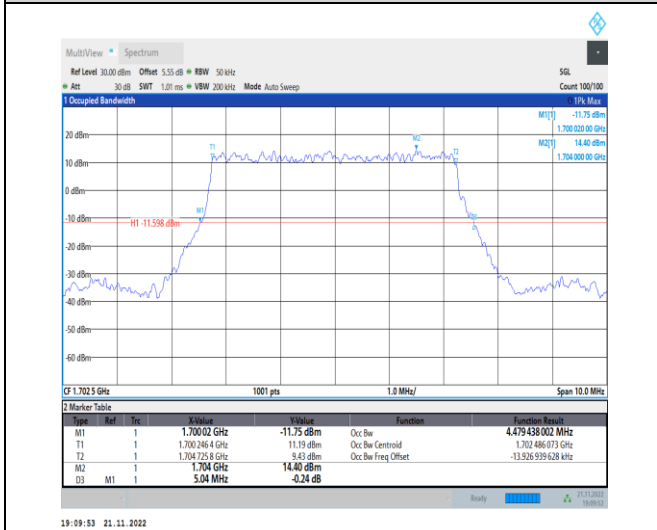 MultiView Spectrum
Ref Level 30.00 dBm Offset 5.55 dB RBW 50 kHz SGL
Att 30 dB SWT 1.01 ms VBW 200 kHz Mode Auto Sweep Count 100/100
1 Occupied Bandwidth 1Pk Max
M1[1] -11.75 dBm
1.700 020 00 GHz
M2[1] 14.40 dBm
1.704 000 00 GHz
20 dBm
T1 M2 T2
10 dBm
0 dBm
-10 dBm M1
H1 -11.598 dBm
-20 dBm
-30 dBm
-40 dBm
-50 dBm
-60 dBm
CF 1.702 5 GHz 1001 pts 1.0 MHz/ Span 10.0 MHz
2 Marker Table
Type Ref Trc X-Value Y-Value Function Function Result
M1 1 1.700 02 GHz -11.75 dBm Occ Bw 4.479 438 002 MHz
T1 1 1.700 246 4 GHz 11.19 dBm Occ Bw Centroid 1.702 486 073 GHz
T2 1 1.704 725 8 GHz 9.43 dBm Occ Bw Freq Offset -13.926 939 628 kHz
M2 1 1.704 GHz 14.40 dBm
D3 M1 1 5.04 MHz -0.24 dB
Ready 21.11.2022
19:09:52
19:09:53 21.11.2022